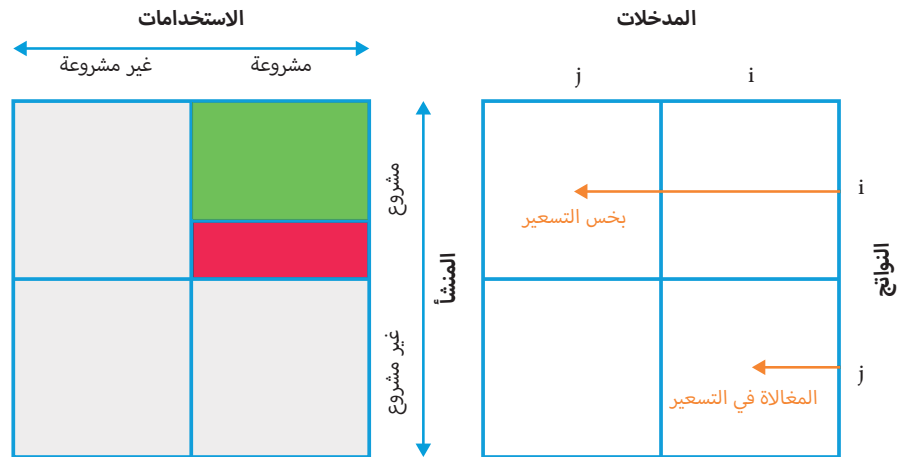 المدخلات
i
j
i
j
النواتج
بخس التسعير
المغالاة في التسعير
الاستخدامات
مشروعة
غير مشروعة
مشروع
غير مشروع
المنشأ